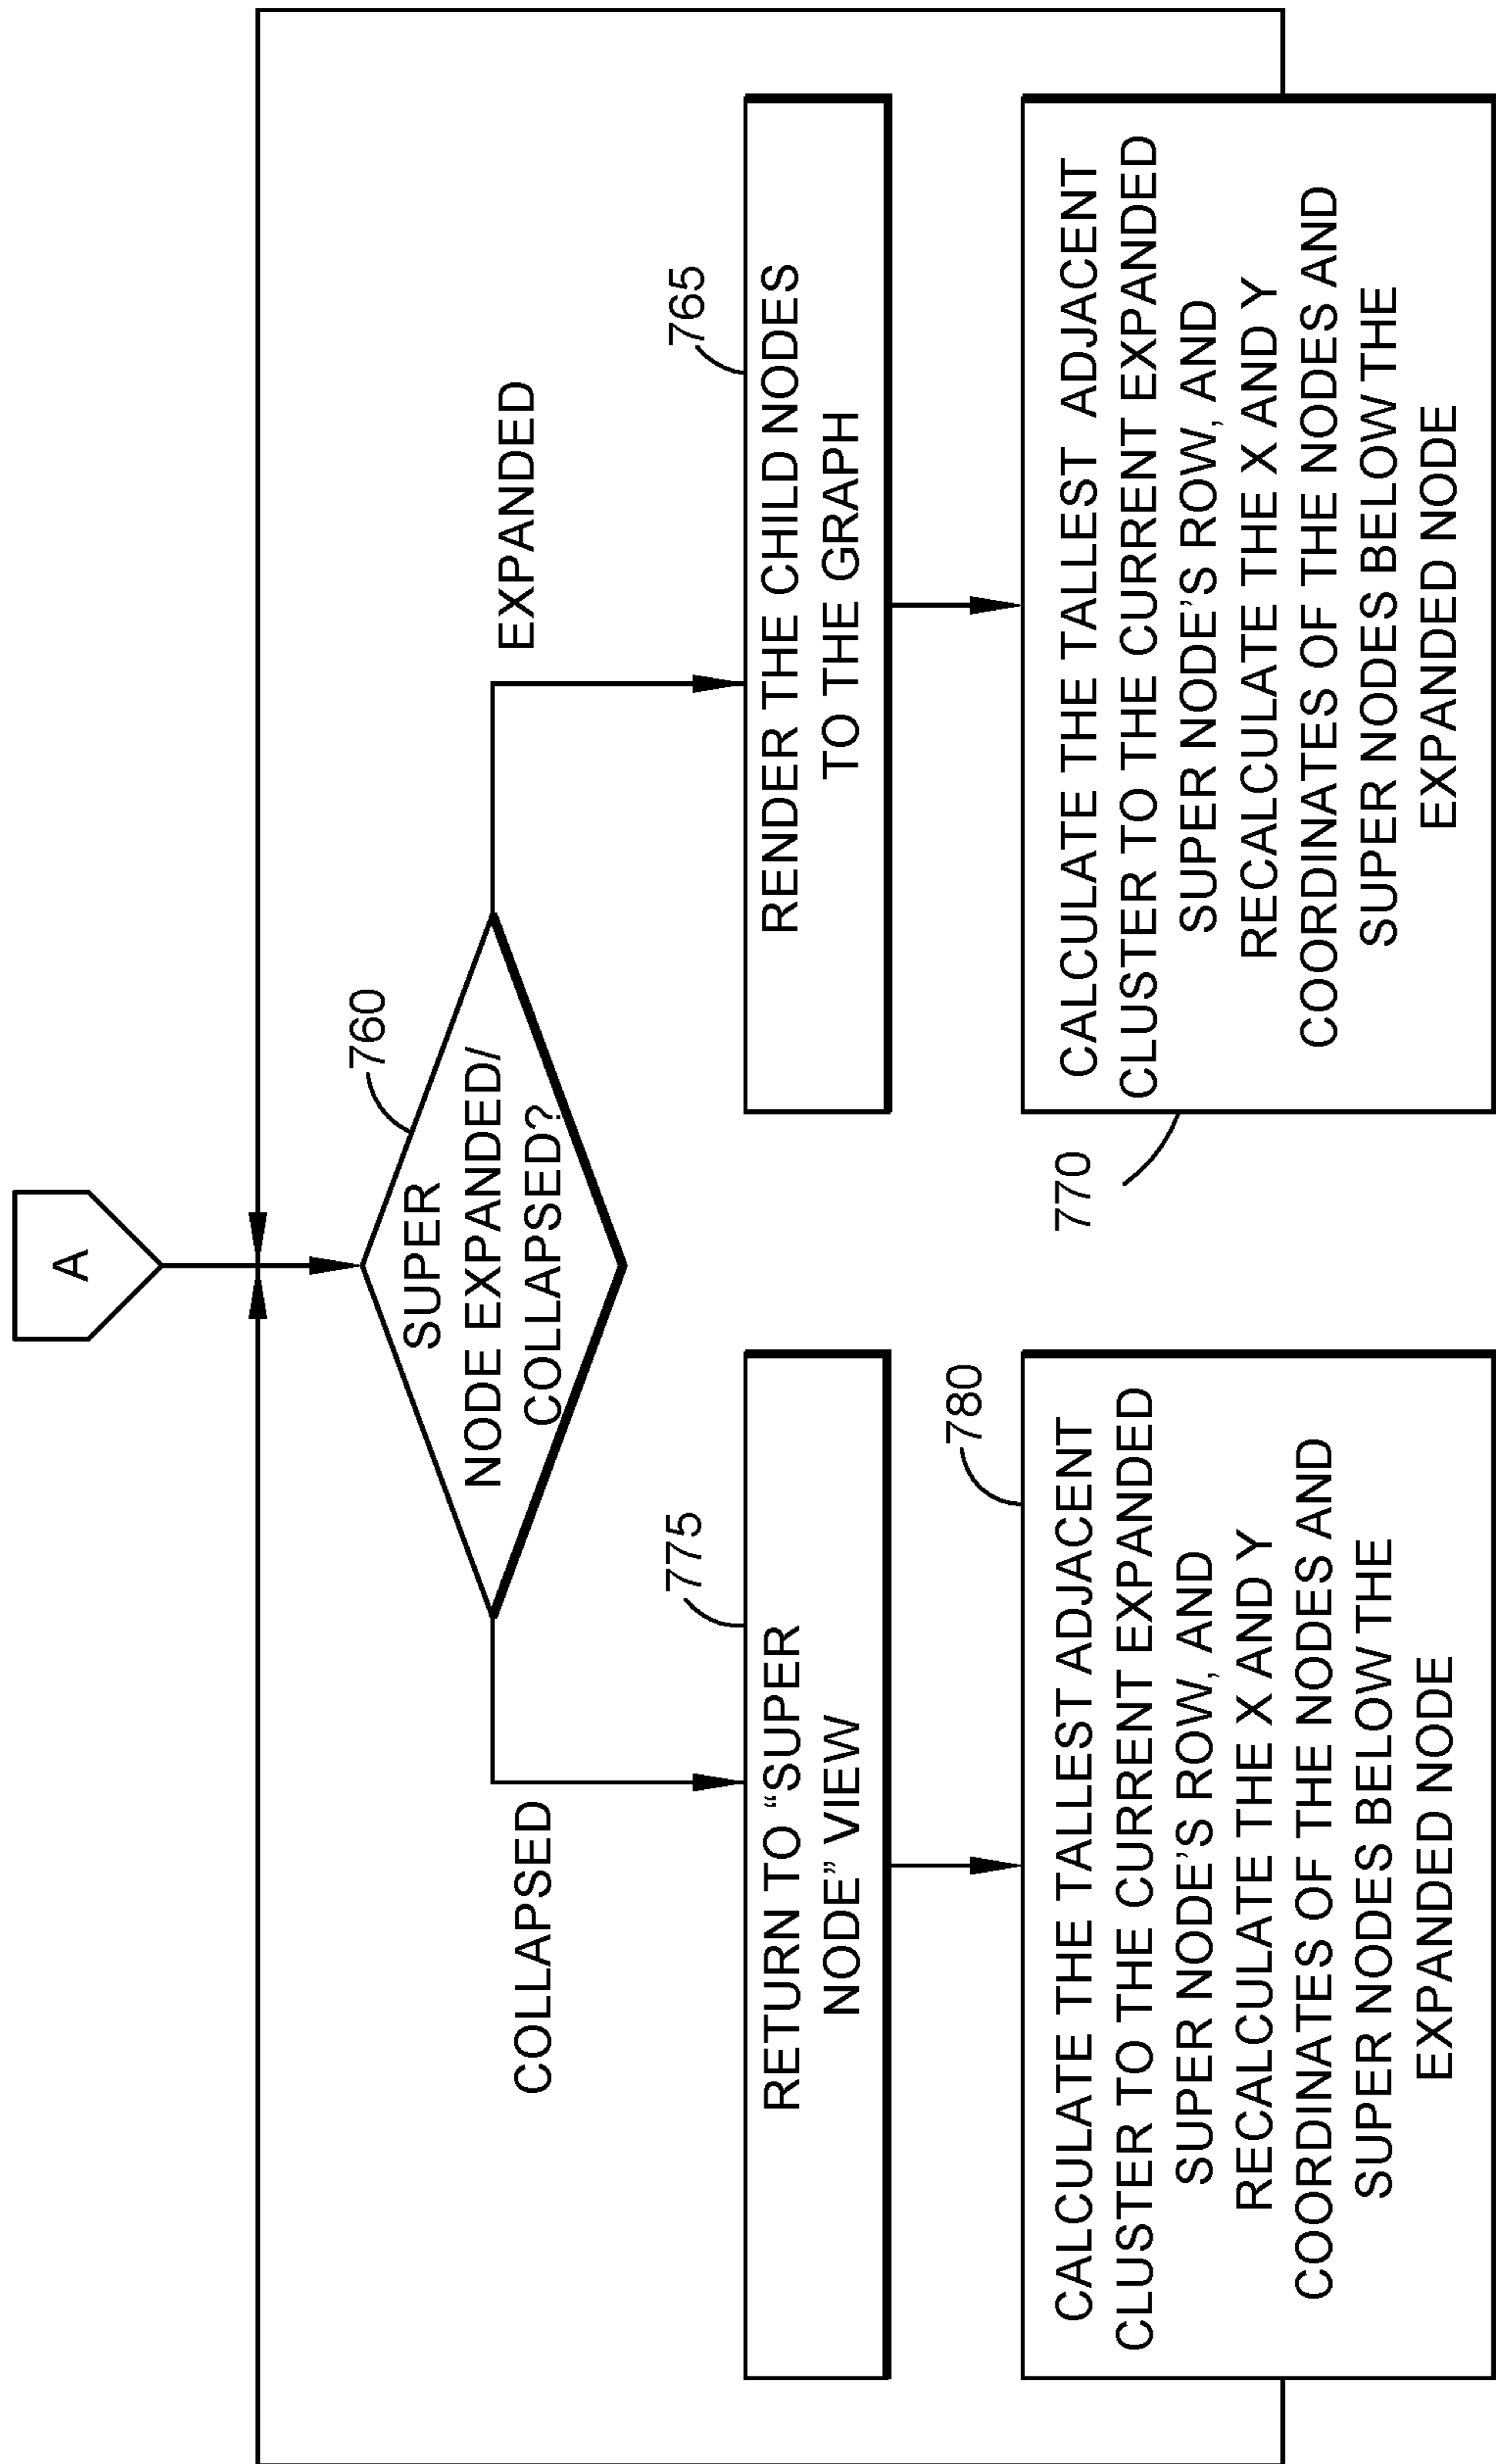 A
760
SUPER
NODE EXPANDED/
COLLAPSED?
COLLAPSED
EXPANDED
775
RETURN TO “SUPER
NODE” VIEW
765
RENDER THE CHILD NODES
TO THE GRAPH
780
CALCULATE THE TALLEST ADJACENT
CLUSTER TO THE CURRENT EXPANDED
SUPER NODE’S ROW, AND
RECALCULATE THE X AND Y
COORDINATES OF THE NODES AND
SUPER NODES BELOW THE
EXPANDED NODE
770
CALCULATE THE TALLEST ADJACENT
CLUSTER TO THE CURRENT EXPANDED
SUPER NODE’S ROW, AND
RECALCULATE THE X AND Y
COORDINATES OF THE NODES AND
SUPER NODES BELOW THE
EXPANDED NODE